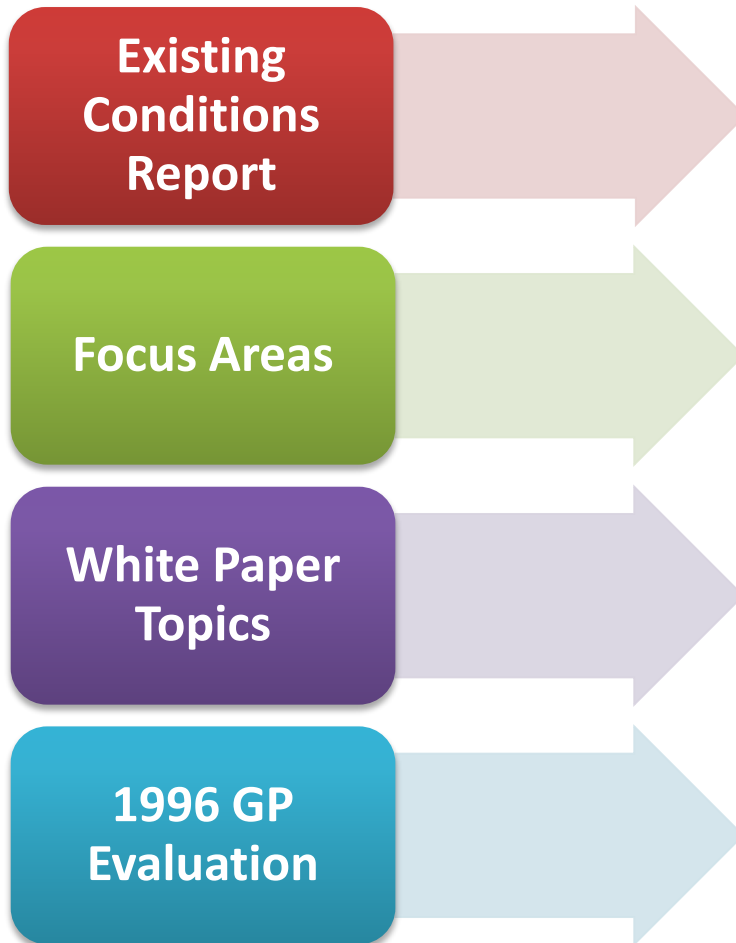 Existing
Conditions
Report
Focus Areas
White Paper
Topics
1996 GP
Evaluation